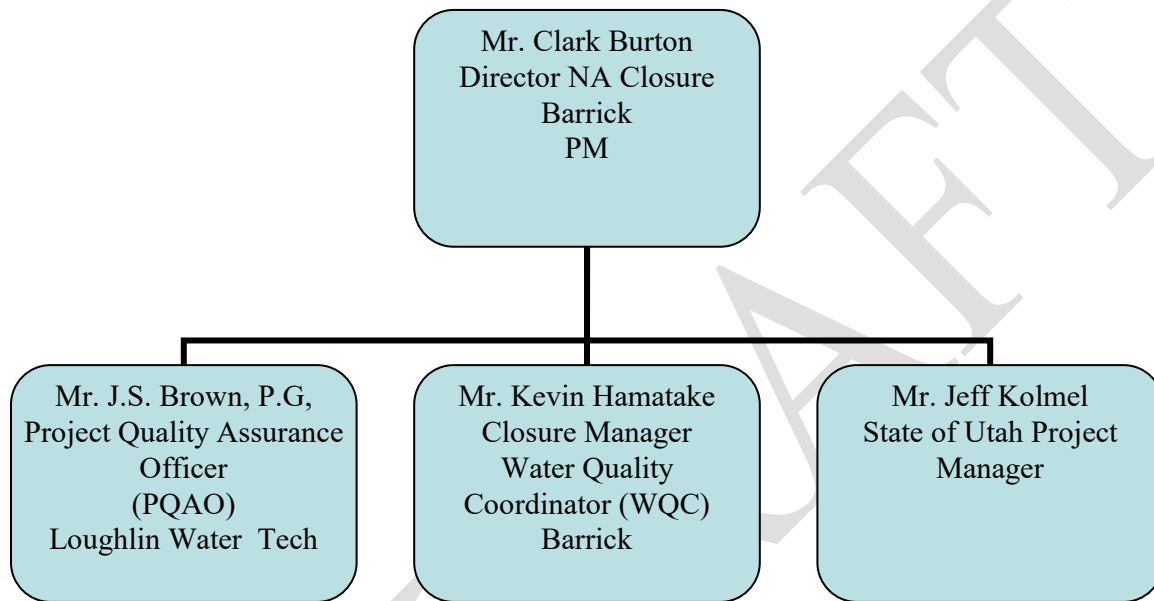 Mr. Clark Burton
Director NA Closure
Barrick
PM
Mr. J.S. Brown, P.G,
Project Quality Assurance
Officer
(PQAO)
Loughlin Water  Tech
Mr. Kevin Hamatake
Closure Manager
Water Quality
Coordinator (WQC)
Barrick
Mr. Jeff Kolmel
State of Utah Project
Manager
AFT